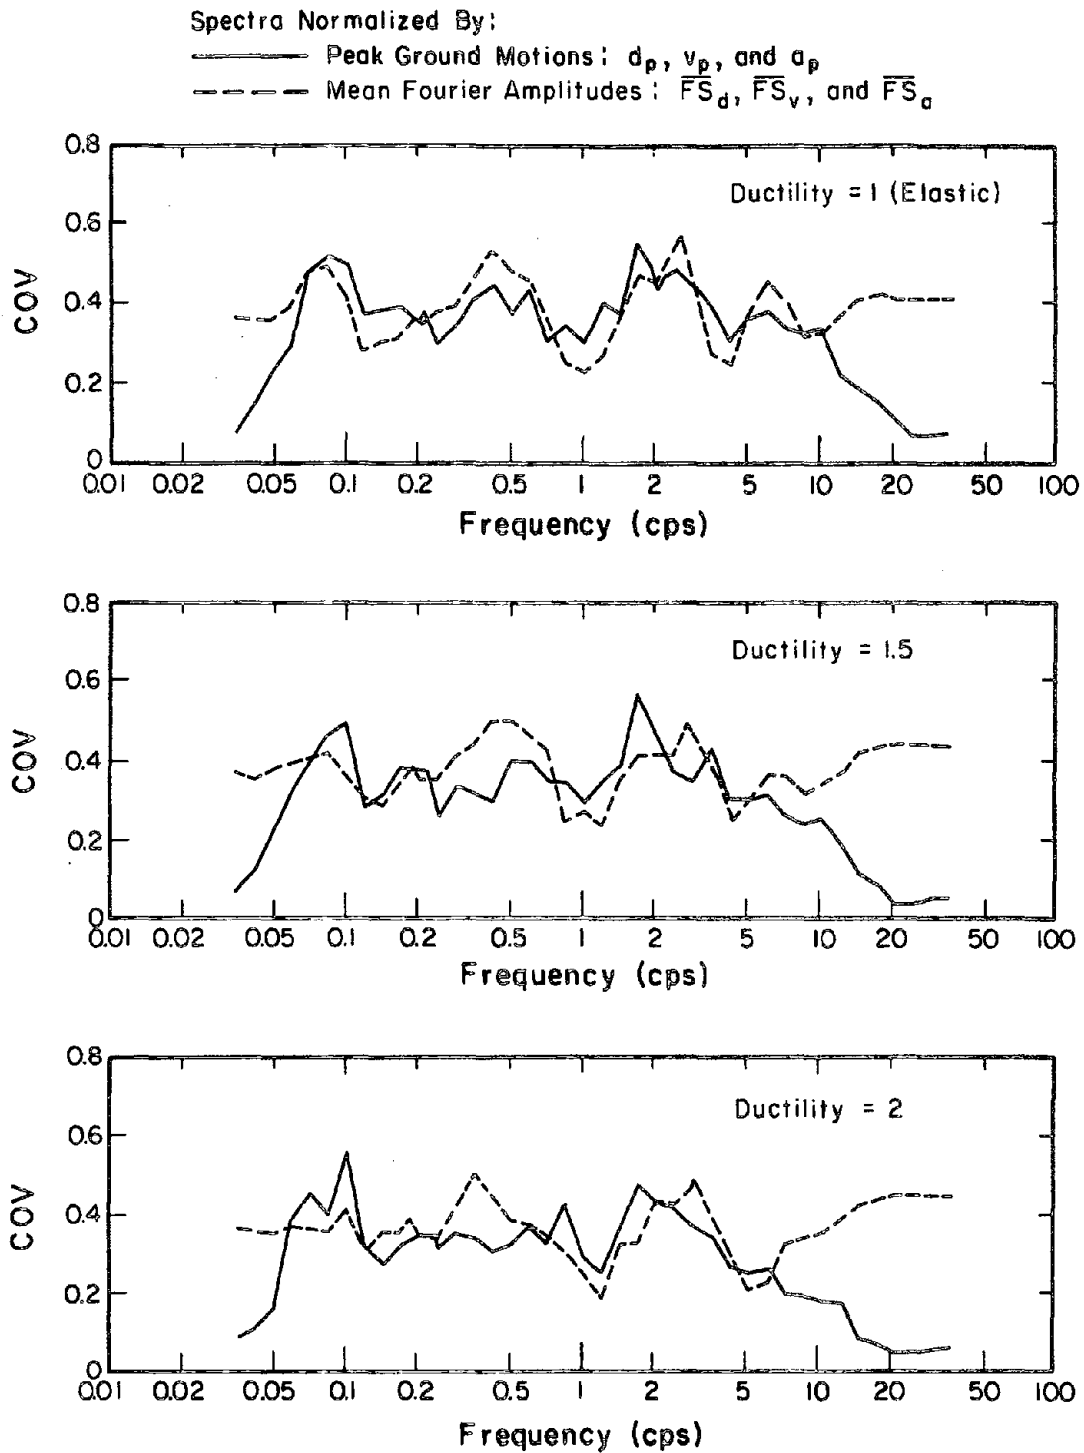 Spectra Normalized By:
Peak Ground Motions: dp, vp, and ap
Mean Fourier Amplitudes: F̅S̅d, F̅S̅v, and F̅S̅a
0.8
0.6
0.4
0.2
0
COV
Ductility = 1 (Elastic)
0.01 0.02 0.05 0.1 0.2 0.5 1 2 5 10 20 50 100
Frequency (cps)
0.8
0.6
0.4
0.2
0
COV
Ductility = 1.5
0.01 0.02 0.05 0.1 0.2 0.5 1 2 5 10 20 50 100
Frequency (cps)
0.8
0.6
0.4
0.2
0
COV
Ductility = 2
0.01 0.02 0.05 0.1 0.2 0.5 1 2 5 10 20 50 100
Frequency (cps)